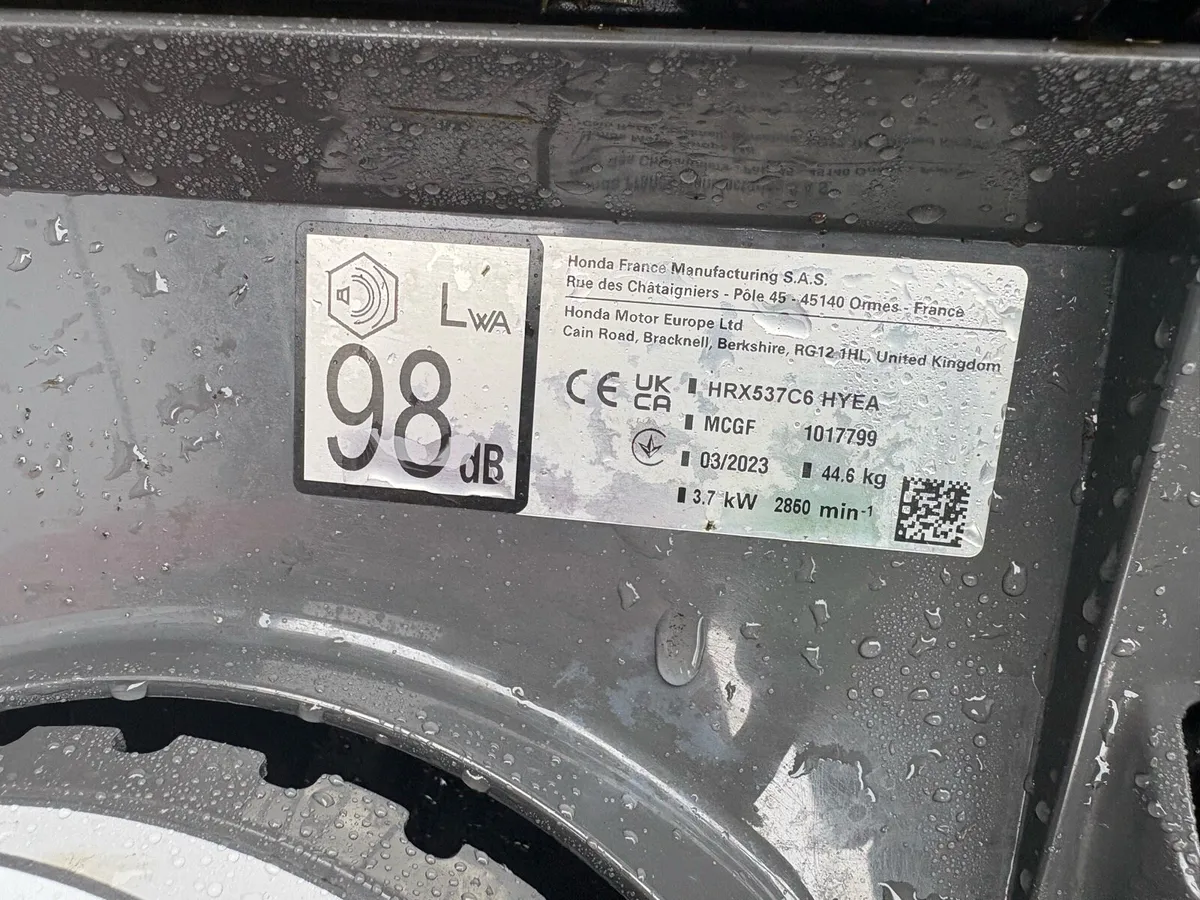 LWA
98 dB
Honda France Manufacturing S.A.S.
Rue des Châtaigniers - Pôle 45 - 45140 Ormes - France
Honda Motor Europe Ltd
Cain Road, Bracknell, Berkshire, RG12 1HL, United Kingdom
CE UK CA HRX537C6 HYEA
MCGF 1017799
03/2023 44.6 kg
3.7 kW 2850 min-1